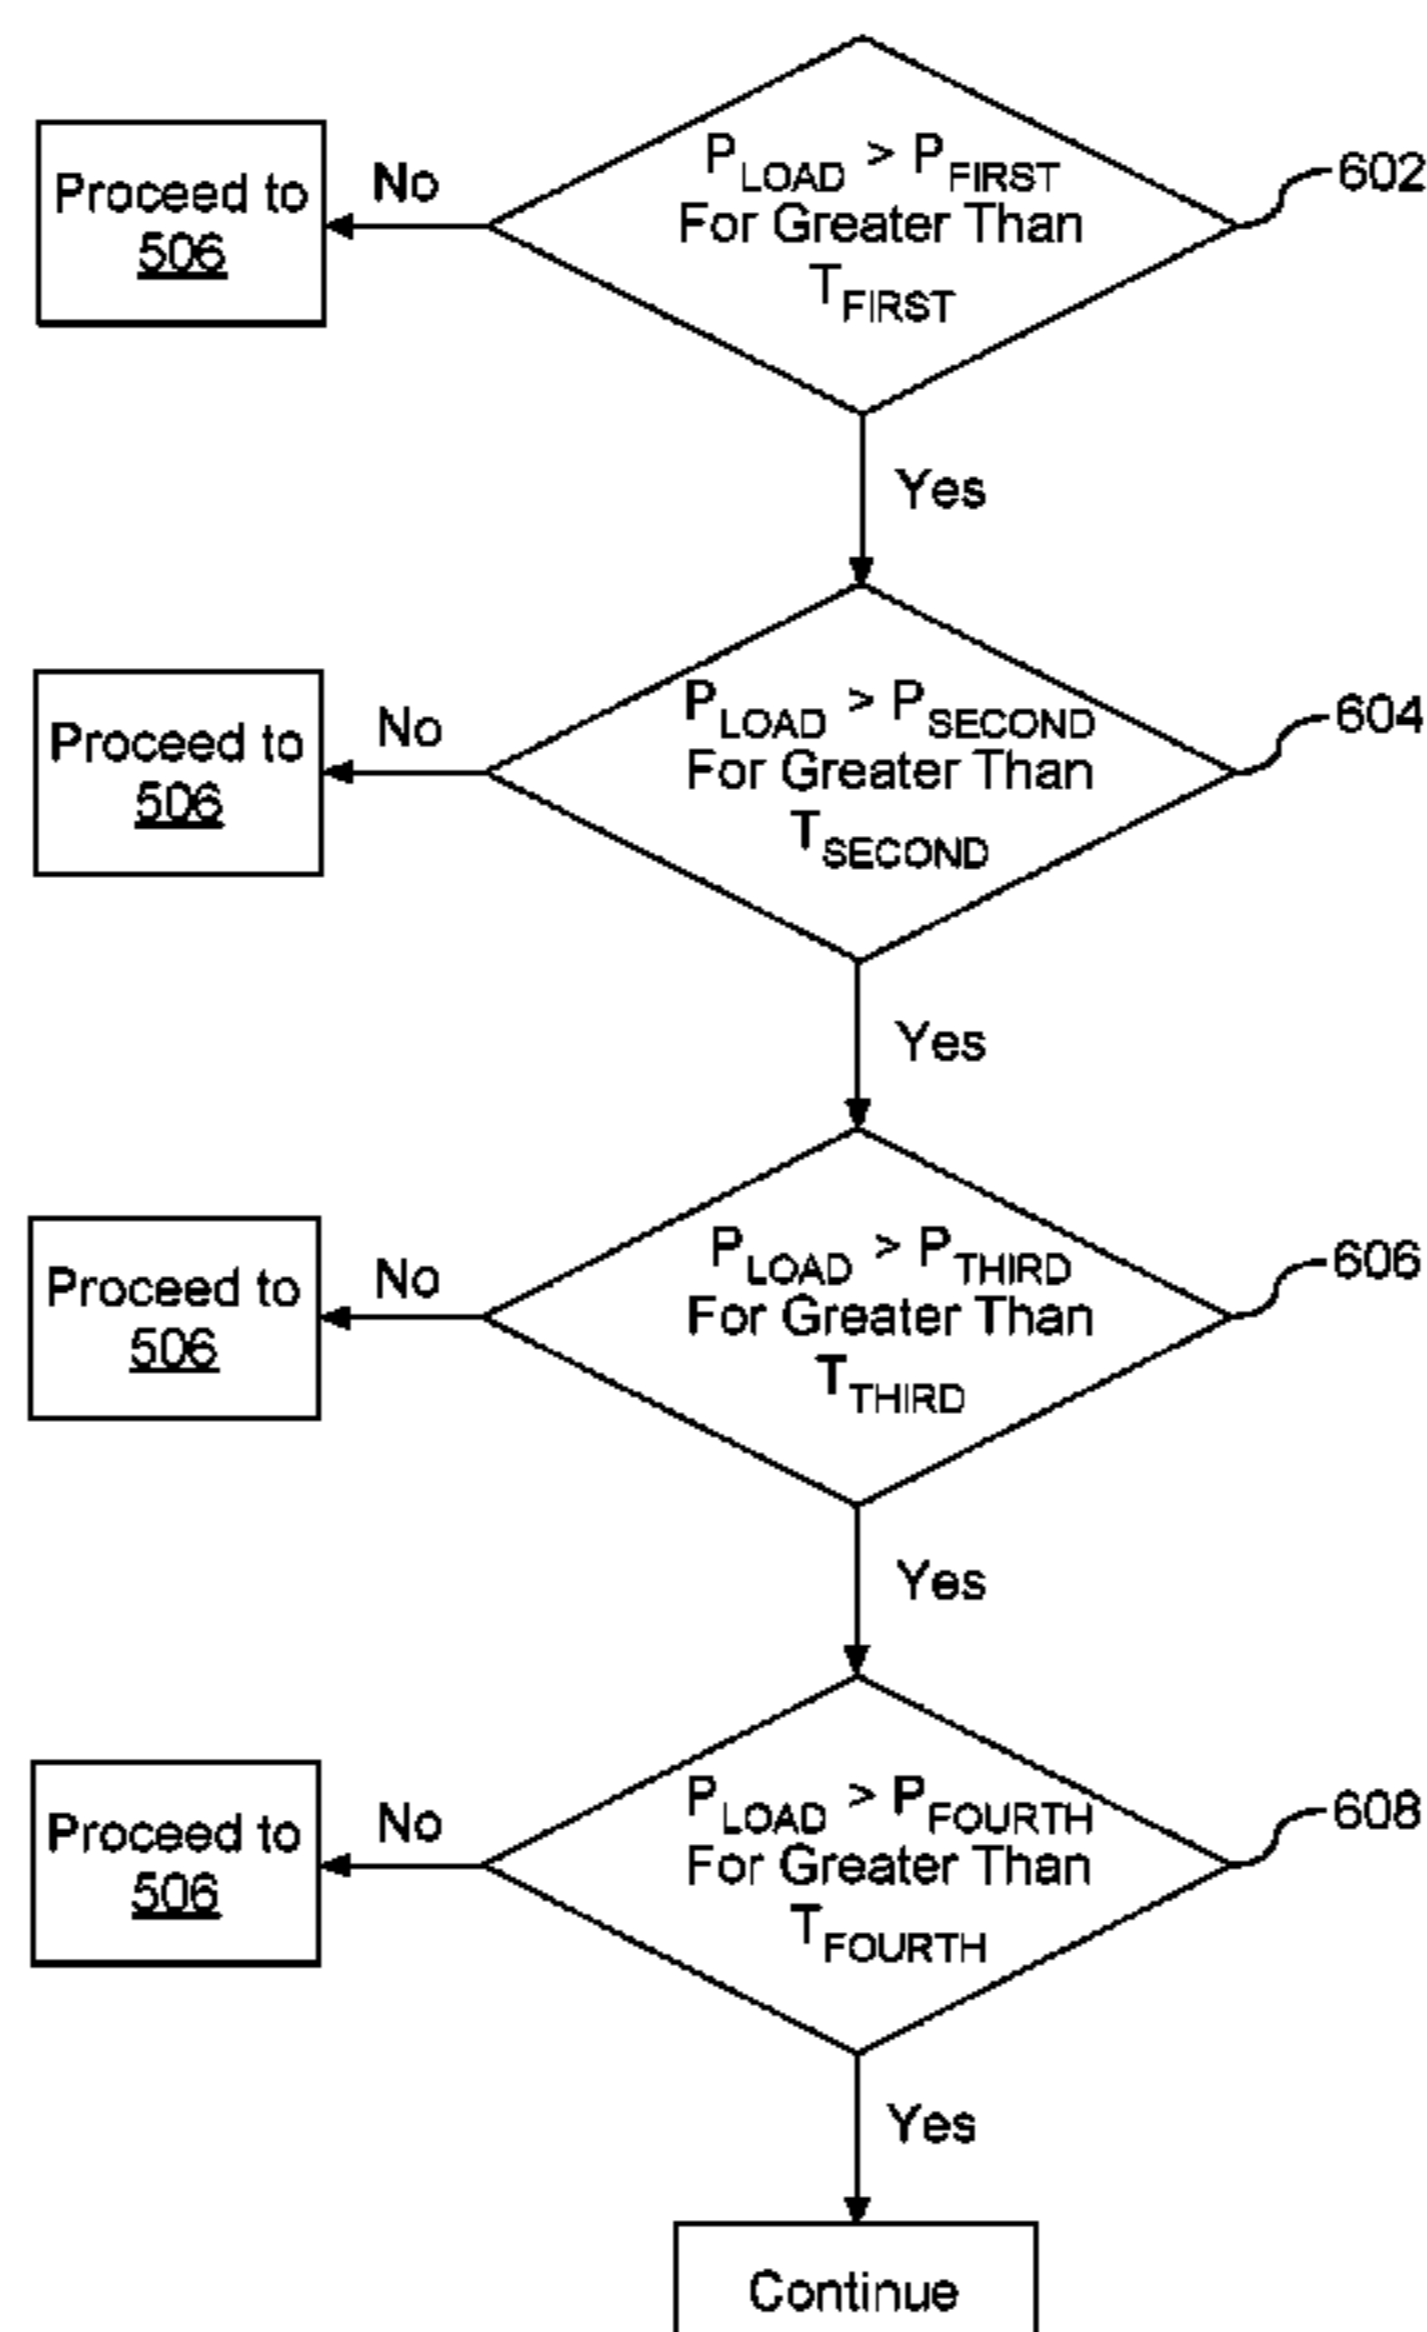 P_LOAD > P_FIRST
For Greater Than
T_FIRST
602
No
Proceed to
506
Yes
P_LOAD > P_SECOND
For Greater Than
T_SECOND
604
No
Proceed to
506
Yes
P_LOAD > P_THIRD
For Greater Than
T_THIRD
606
No
Proceed to
506
Yes
P_LOAD > P_FOURTH
For Greater Than
T_FOURTH
608
No
Proceed to
506
Yes
Continue